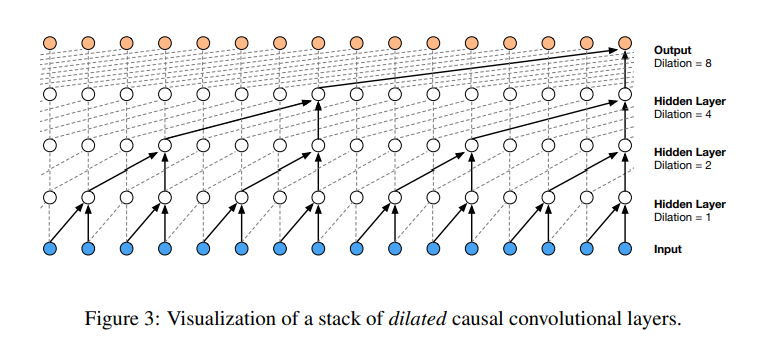 Output
Dilation = 8
Hidden Layer
Dilation = 4
Hidden Layer
Dilation = 2
Hidden Layer
Dilation = 1
Input
Figure 3: Visualization of a stack of dilated causal convolutional layers.